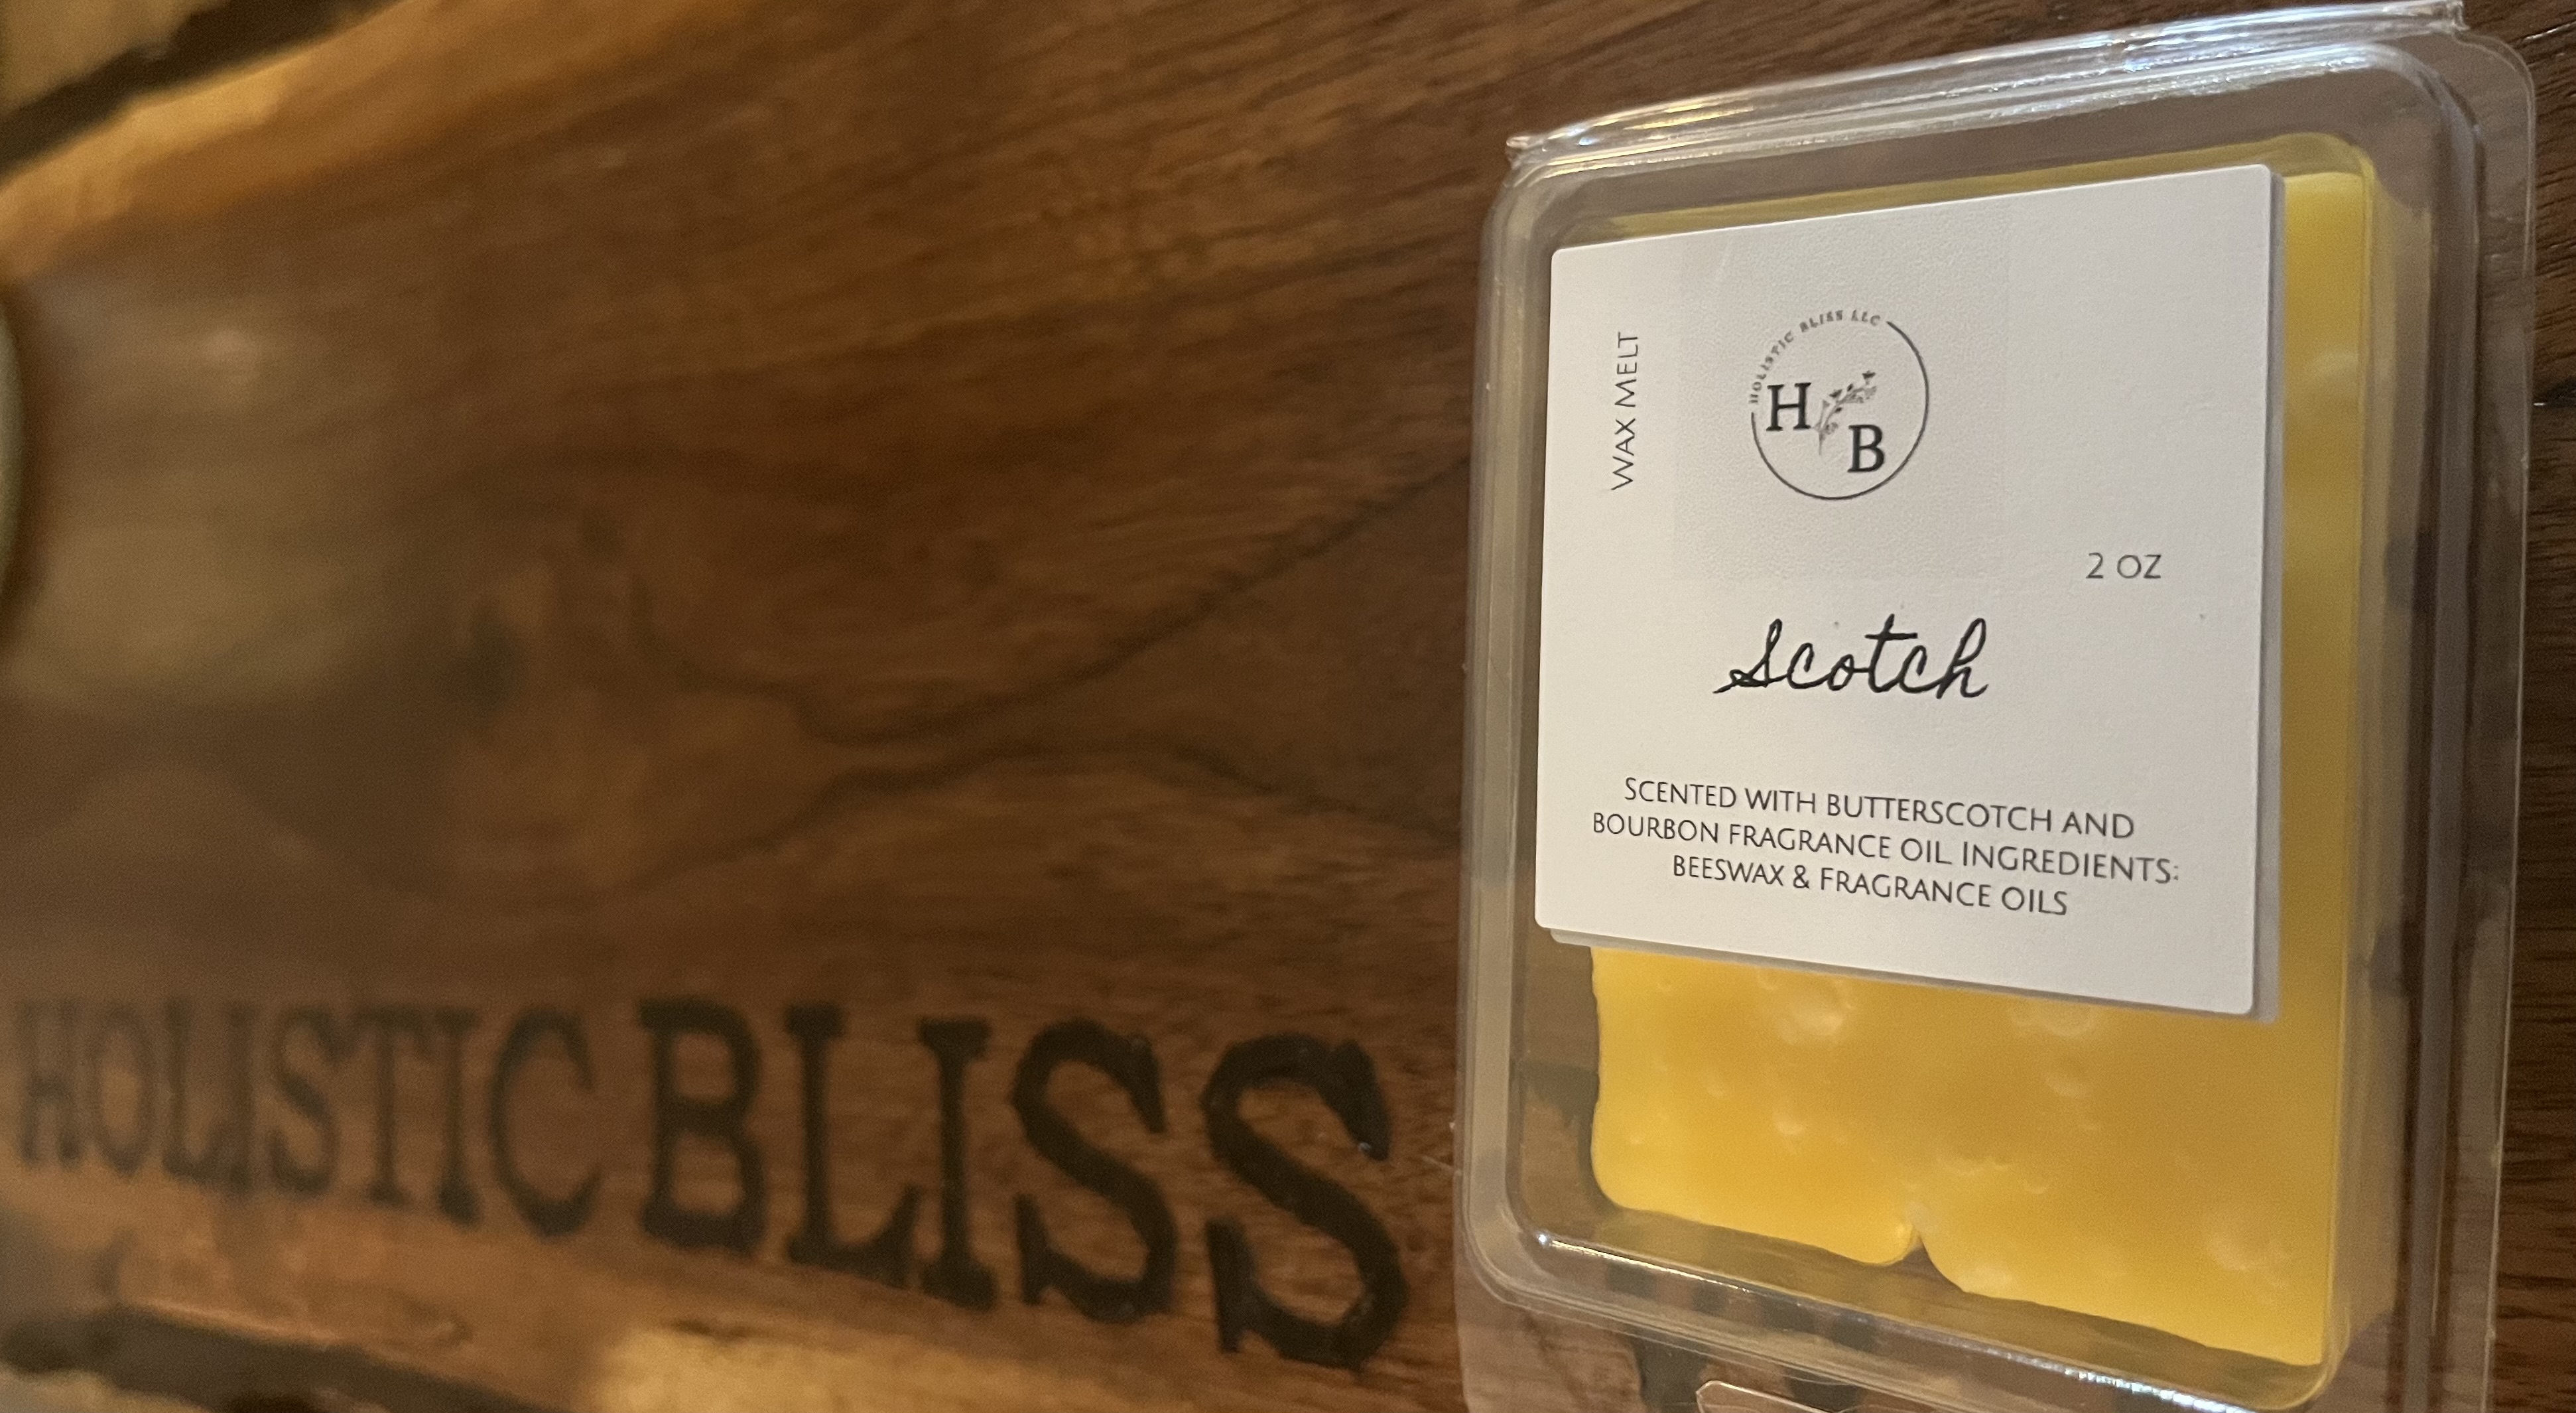 WAX MELT
HOLISTIC BLISS LLC
H B
2 OZ
Scotch
SCENTED WITH BUTTERSCOTCH AND
BOURBON FRAGRANCE OIL. INGREDIENTS:
BEESWAX & FRAGRANCE OILS
HOLISTIC BLISS